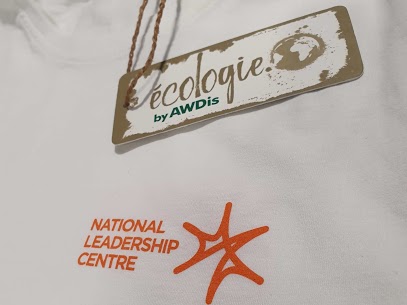 écologie.
by AWDis
NATIONAL
LEADERSHIP
CENTRE